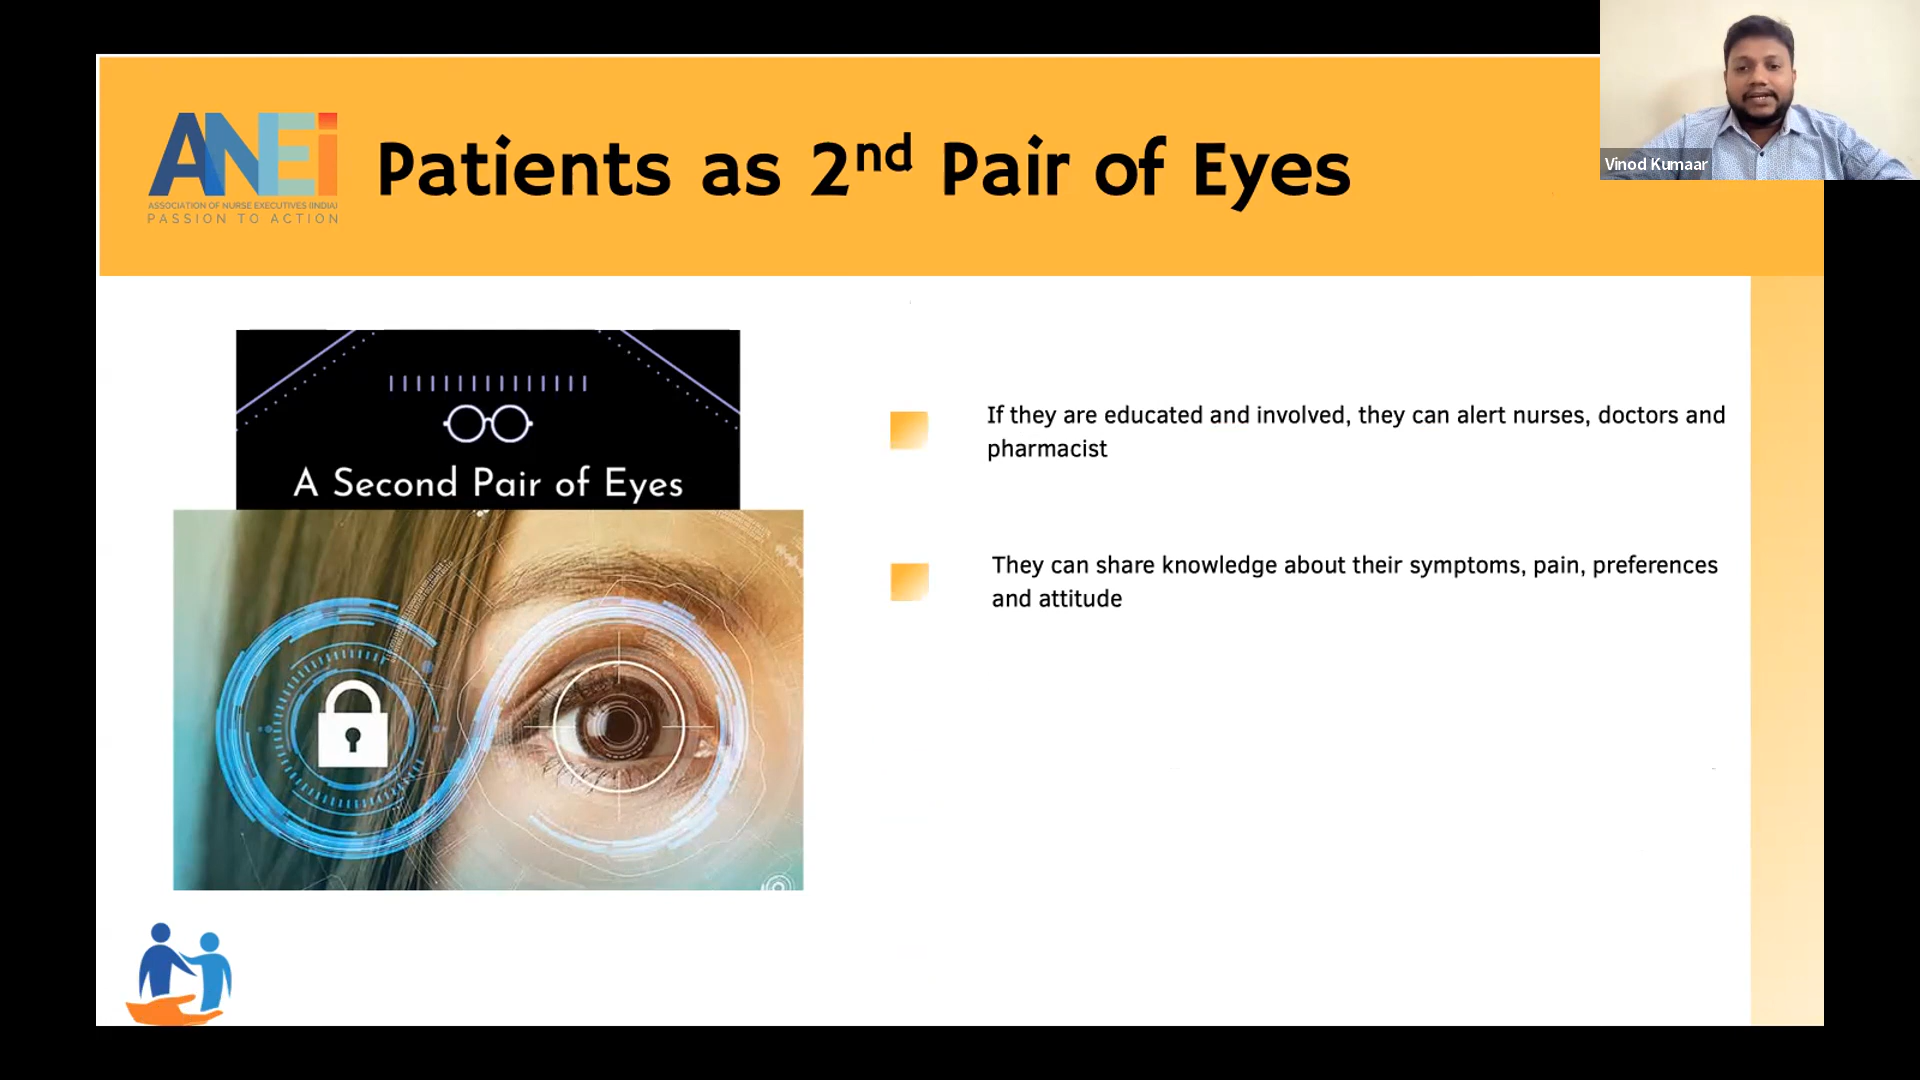 ANEi
ASSOCIATION OF NURSE EXECUTIVES (INDIA)
PASSION TO ACTION
Patients as 2nd Pair of Eyes
Vinod Kumaar
A Second Pair of Eyes
If they are educated and involved, they can alert nurses, doctors and
pharmacist
They can share knowledge about their symptoms, pain, preferences
and attitude